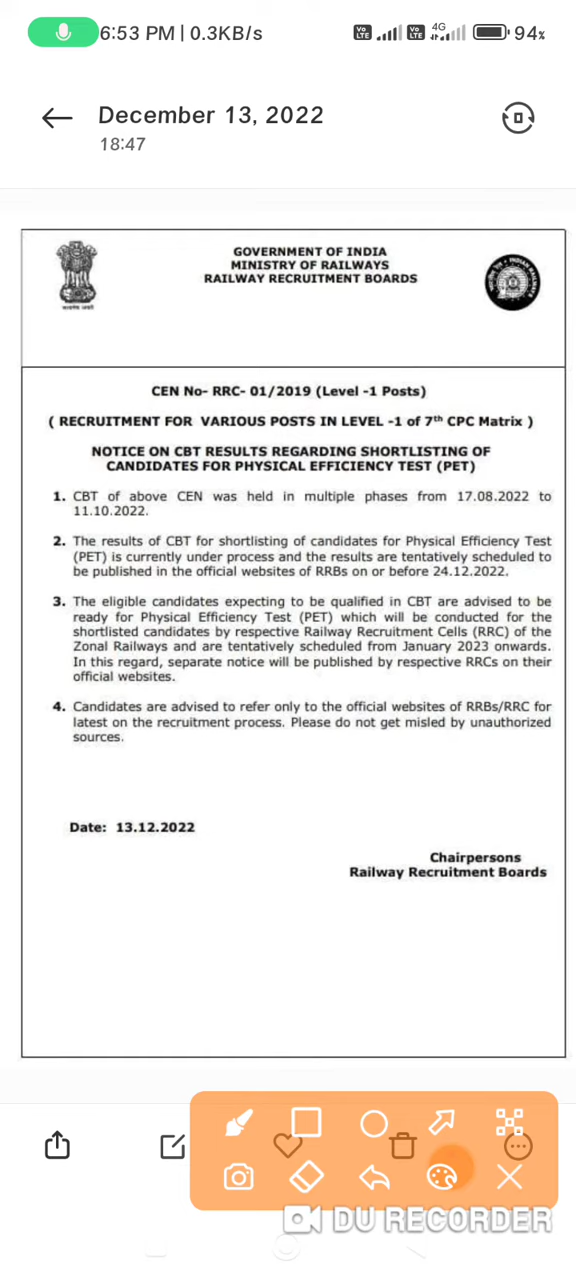 6:53 PM | 0.3KB/s
Vo LTE Vo LTE 4G 94%
December 13, 2022
18:47
GOVERNMENT OF INDIA
MINISTRY OF RAILWAYS
RAILWAY RECRUITMENT BOARDS
CEN No- RRC- 01/2019 (Level -1 Posts)
( RECRUITMENT FOR VARIOUS POSTS IN LEVEL -1 of 7th CPC Matrix )
NOTICE ON CBT RESULTS REGARDING SHORTLISTING OF
CANDIDATES FOR PHYSICAL EFFICIENCY TEST (PET)
1. CBT of above CEN was held in multiple phases from 17.08.2022 to
11.10.2022.
2. The results of CBT for shortlisting of candidates for Physical Efficiency Test
(PET) is currently under process and the results are tentatively scheduled to
be published in the official websites of RRBs on or before 24.12.2022.
3. The eligible candidates expecting to be qualified in CBT are advised to be
ready for Physical Efficiency Test (PET) which will be conducted for the
shortlisted candidates by respective Railway Recruitment Cells (RRC) of the
Zonal Railways and are tentatively scheduled from January 2023 onwards.
In this regard, separate notice will be published by respective RRCs on their
official websites.
4. Candidates are advised to refer only to the official websites of RRBs/RRC for
latest on the recruitment process. Please do not get misled by unauthorized
sources.
Date: 13.12.2022
Chairpersons
Railway Recruitment Boards
DU RECORDER